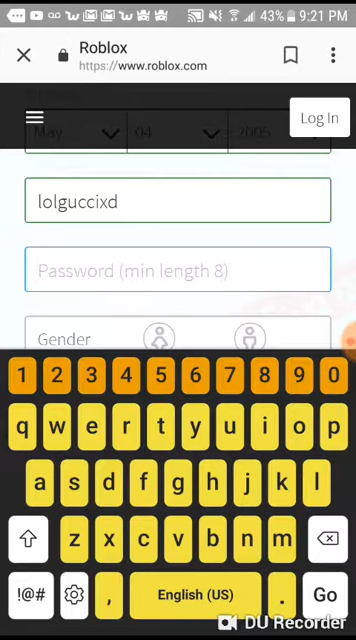 43% 9:21 PM
Roblox
https://www.roblox.com
Log In
May 04 2005
lolguccixd
Password (min length 8)
Gender
1 2 3 4 5 6 7 8 9 0
q w e r t y u i o p
a s d f g h j k l
z x c v b n m
!@# , English (US) . Go
DU Recorder